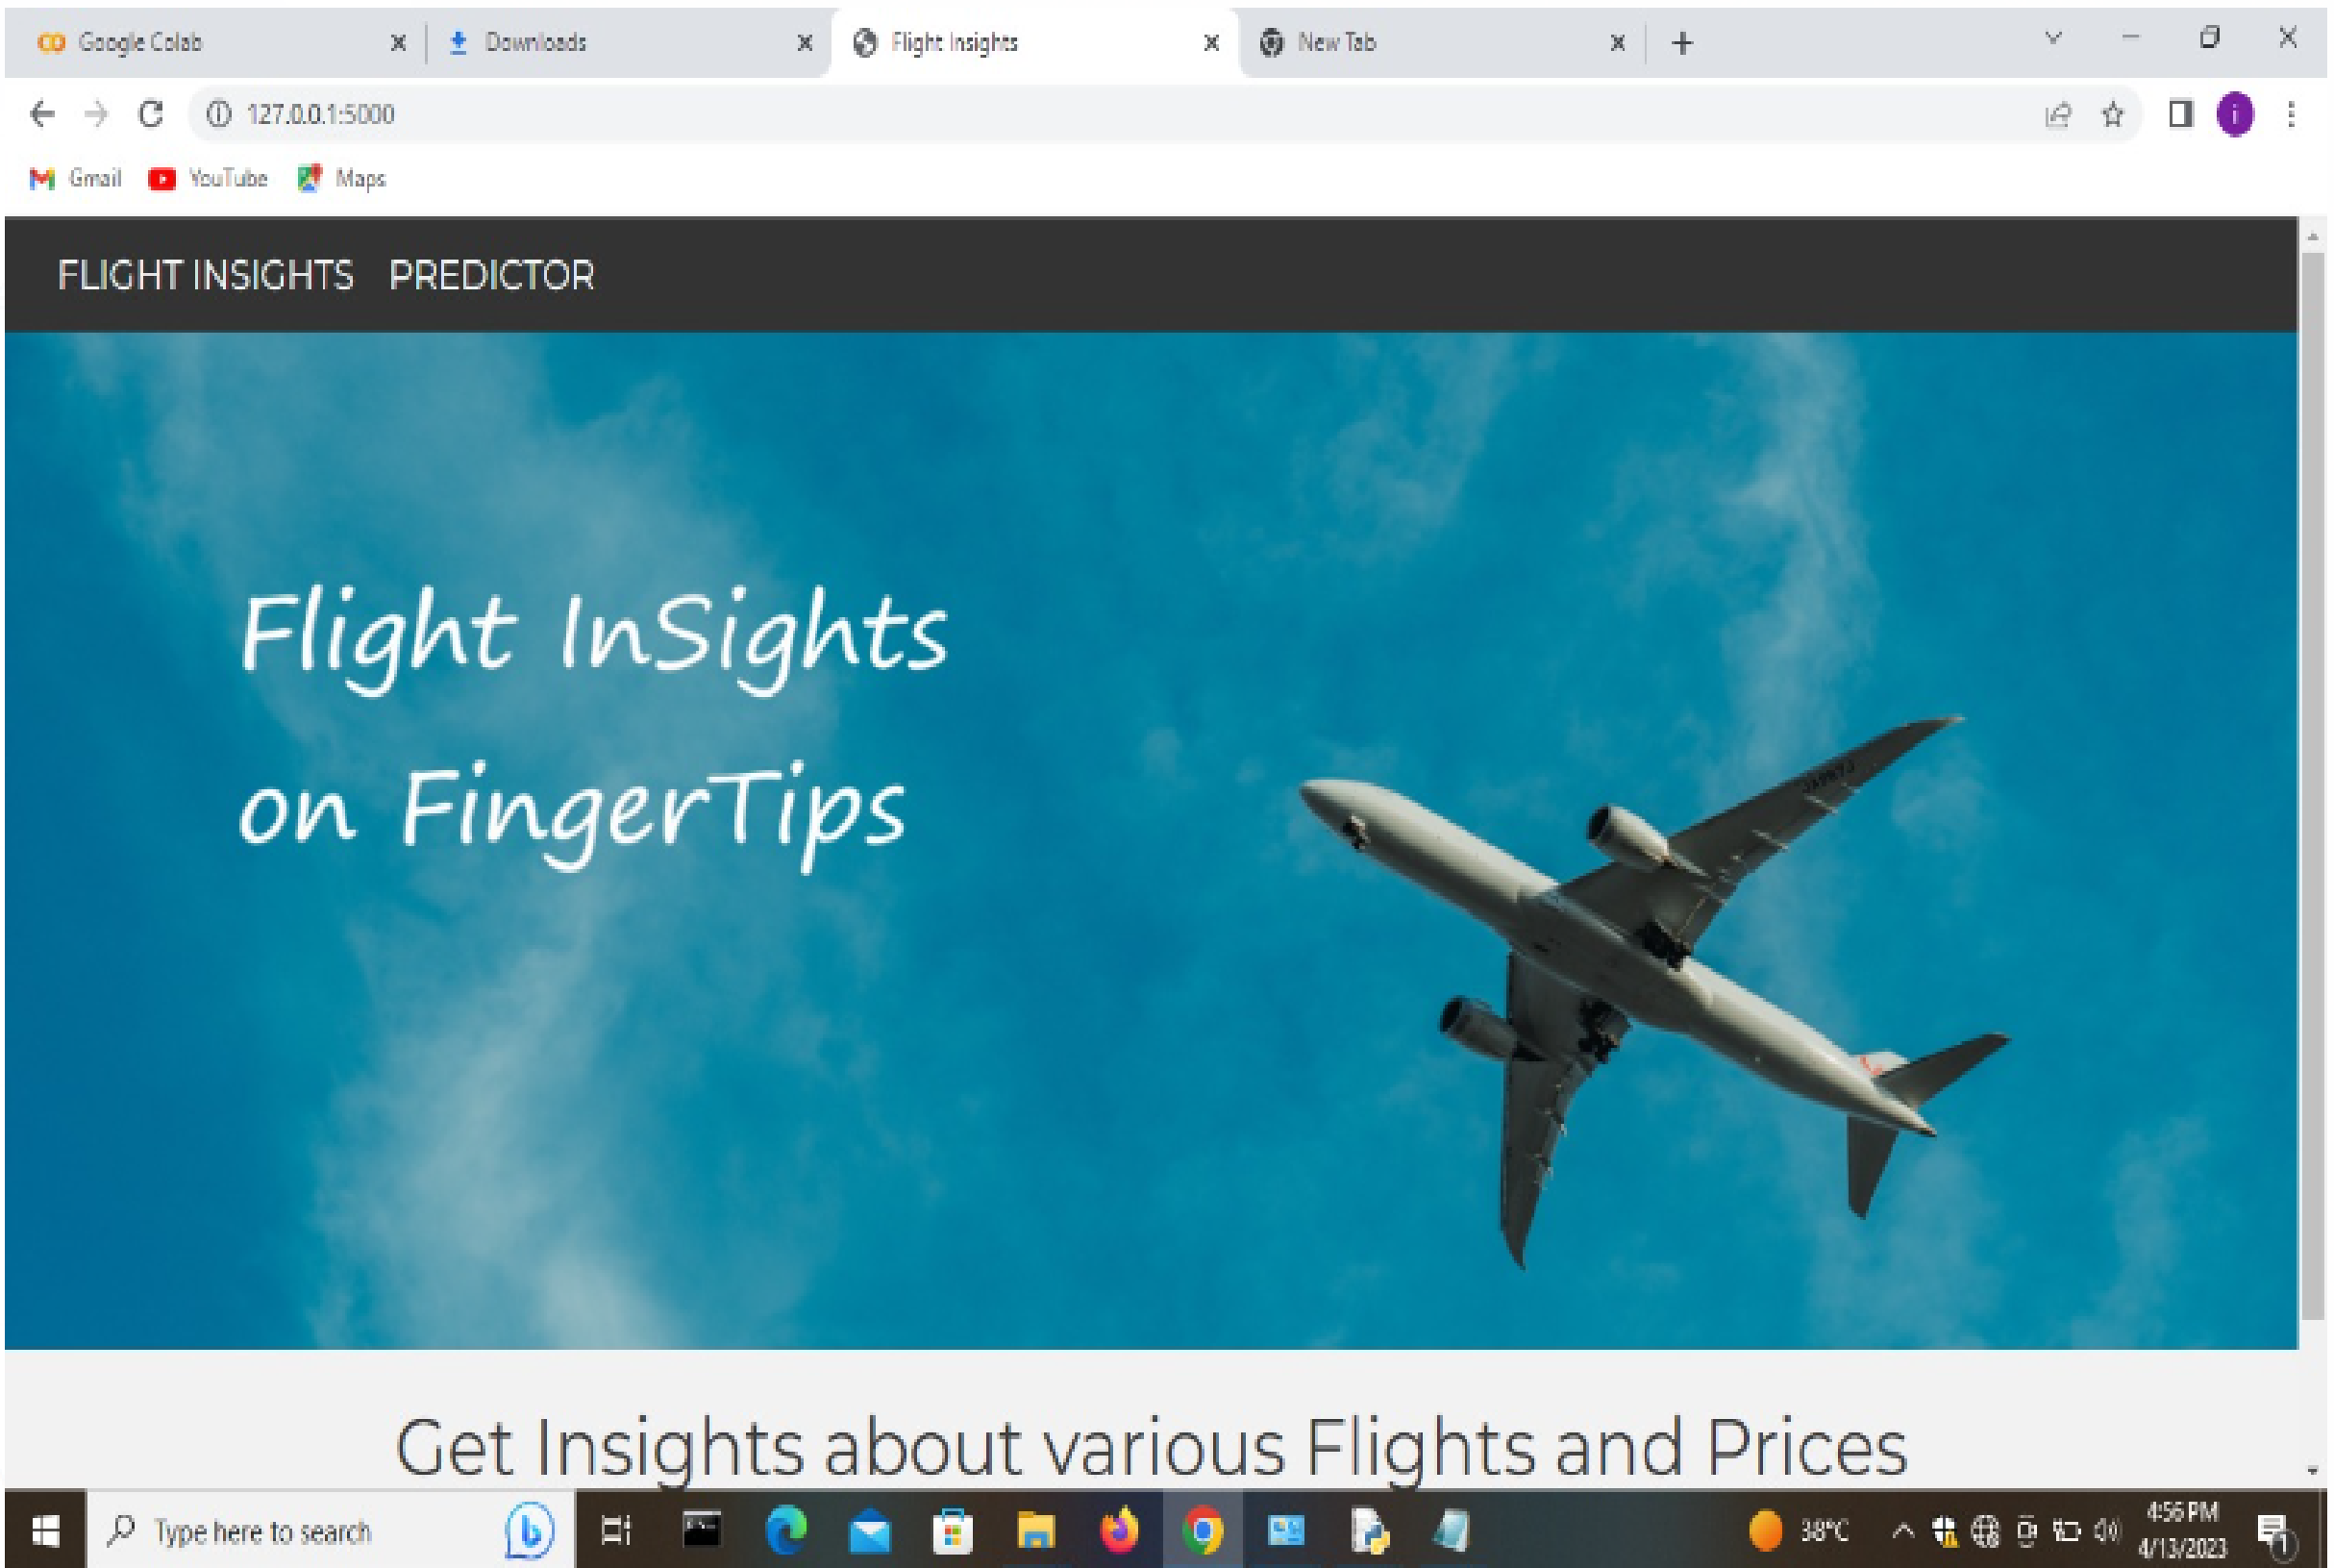 Google Colab
Downloads
Flight Insights
New Tab
127.0.0.1:5000
i
Gmail
YouTube
Maps
FLIGHT INSIGHTS PREDICTOR
Flight InSights
on FingerTips
Get Insights about various Flights and Prices
Type here to search
38°C
4:56 PM
4/13/2023
1